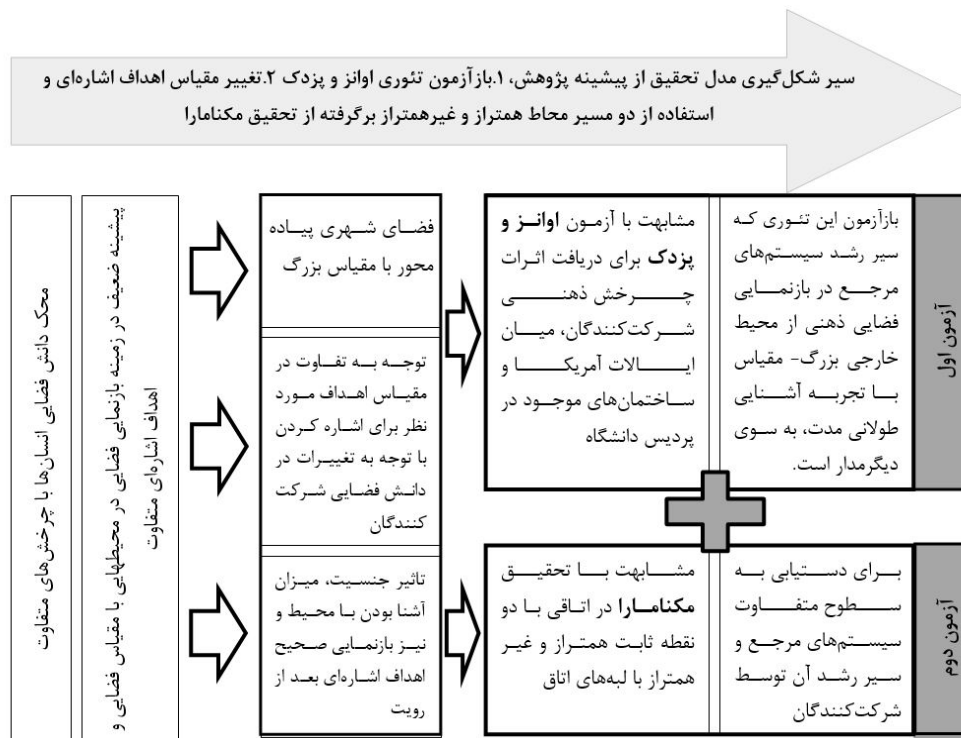 سیر شکل‌گیری مدل تحقیق از پیشینه پژوهش، ۱.بازآزمون تئوری اوانز و پزدک ۲.تغییر مقیاس اهداف اشاره‌ای و
استفاده از دو مسیر محاط همتراز و غیرهمتراز برگرفته از تحقیق مکنامارا
آزمون اول
بازآزمون این تئوری که
سیر رشد سیستم‌های
مرجع در بازنمایی
فضایی ذهنی از محیط
خارجی بزرگ- مقیاس
با تجربه آشنایی
طولانی مدت، به سوی
دیگرمدار است.
مشابهت با آزمون اوانز و
پزدک برای دریافت اثرات
چرخش ذهنی
شرکت‌کنندگان، میان
ایالات آمریکا و
ساختمان‌های موجود در
پردیس دانشگاه
فضای شهری پیاده
محور با مقیاس بزرگ
توجه به تفاوت در
مقیاس اهداف مورد
نظر برای اشاره کردن
با توجه به تغییرات در
دانش فضایی شرکت
کنندگان
آزمون دوم
برای دستیابی به
سطوح متفاوت
سیستم‌های مرجع و
سیر رشد آن توسط
شرکت‌کنندگان
مشابهت با تحقیق
مکنامارا در اتاقی با دو
نقطه ثابت همتراز و غیر
همتراز با لبه‌های اتاق
تاثیر جنسیت، میزان
آشنا بودن با محیط و
نیز بازنمایی صحیح
اهداف اشاره‌ای بعد از
رویت
پیشینه ضعیف در زمینه بازنمایی فضایی در محیطهایی با مقیاس فضایی و
اهداف اشاره‌ای متفاوت
محک دانش فضایی انسان‌ها با چرخش‌های متفاوت